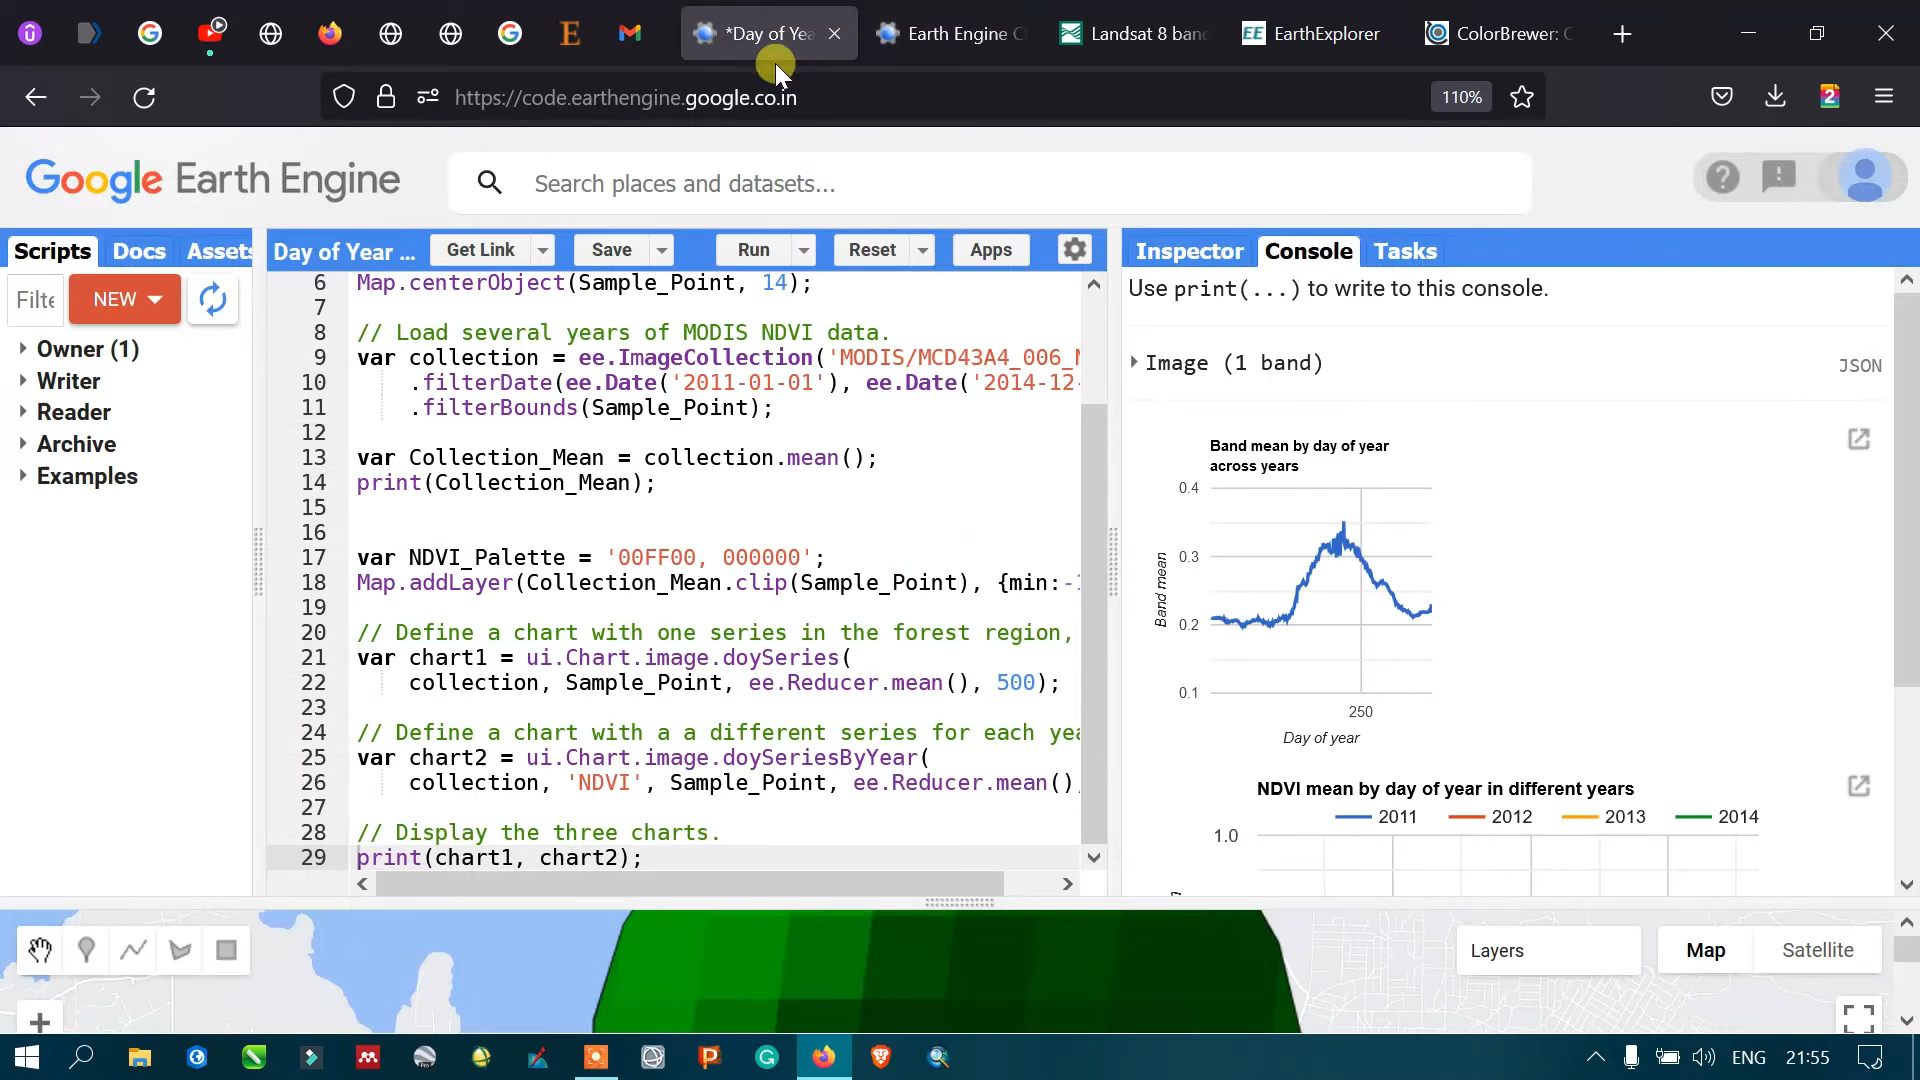 *Day of Yea
Earth Engine C
Landsat 8 ban
EE EarthExplorer
ColorBrewer: C
https://code.earthengine.google.co.in
110%
2
Google Earth Engine
Search places and datasets...
Scripts Docs Assets
Day of Year ...
Get Link
Save
Run
Reset
Apps
Inspector Console Tasks
Filte
NEW
Owner (1)
Writer
Reader
Archive
Examples
6 Map.centerObject(Sample_Point, 14);
7
8 // Load several years of MODIS NDVI data.
9 var collection = ee.ImageCollection('MODIS/MCD43A4_006_N
10 .filterDate(ee.Date('2011-01-01'), ee.Date('2014-12-
11 .filterBounds(Sample_Point);
12
13 var Collection_Mean = collection.mean();
14 print(Collection_Mean);
15
16
17 var NDVI_Palette = '00FF00, 000000';
18 Map.addLayer(Collection_Mean.clip(Sample_Point), {min:-1
19
20 // Define a chart with one series in the forest region,
21 var chart1 = ui.Chart.image.doySeries(
22 collection, Sample_Point, ee.Reducer.mean(), 500);
23
24 // Define a chart with a a different series for each yea
25 var chart2 = ui.Chart.image.doySeriesByYear(
26 collection, 'NDVI', Sample_Point, ee.Reducer.mean()
27
28 // Display the three charts.
29 print(chart1, chart2);
Use print(...) to write to this console.
Image (1 band)
JSON
Band mean by day of year
across years
0.4
0.3
0.2
0.1
Band mean
250
Day of year
NDVI mean by day of year in different years
2011 2012 2013 2014
1.0
Layers
Map
Satellite
ENG
21:55